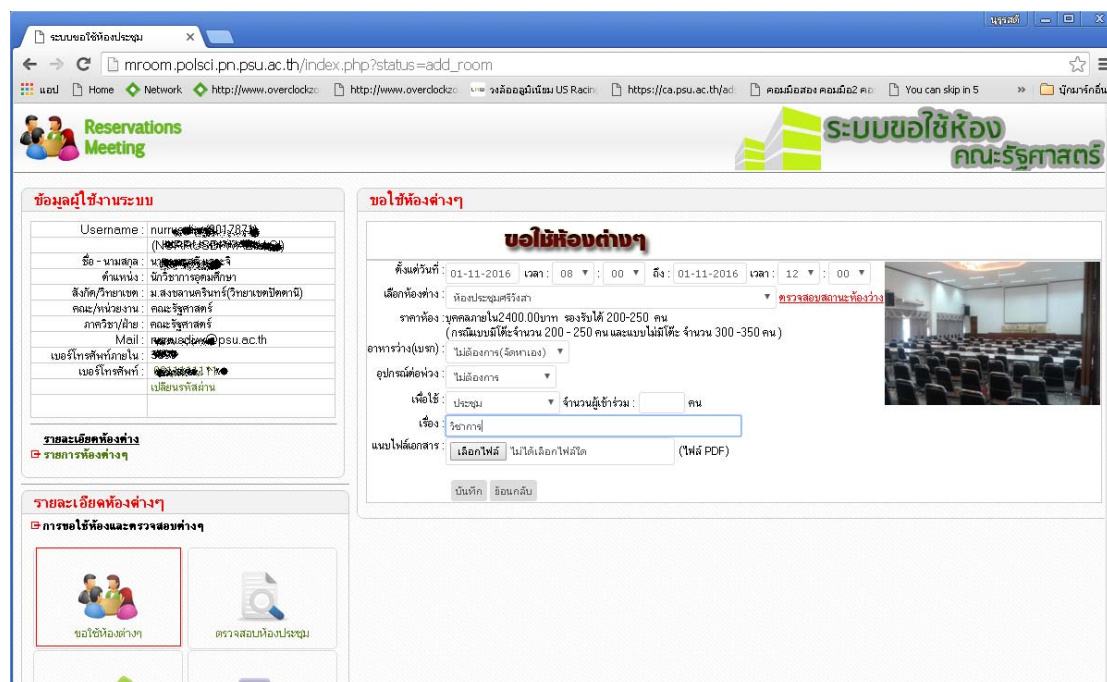 นุรุสดี
ระบบขอใช้ห้องประชุม
mroom.polsci.pn.psu.ac.th/index.php?status=add_room
แอป Home Network http://www.overclockzo http://www.overclockzo วงล้ออลูมิเนียม US Racin https://ca.psu.ac.th/ad คอมมือสอง คอมมือ2 คอ You can skip in 5 » บุ๊กมาร์กอื่น
Reservations
Meeting
ระบบขอใช้ห้อง
คณะรัฐศาสตร์
ข้อมูลผู้ใช้งานระบบ
Username :
ชื่อ - นามสกุล :
ตำแหน่ง : นักวิชาการอุดมศึกษา
สังกัด/วิทยาเขต : ม.สงขลานครินทร์(วิทยาเขตปัตตานี)
คณะ/หน่วยงาน : คณะรัฐศาสตร์
ภาควิชา/ฝ่าย : คณะรัฐศาสตร์
Mail : @psu.ac.th
เบอร์โทรศัพท์ภายใน :
เบอร์โทรศัพท์ :
เปลี่ยนรหัสผ่าน
รายละเอียดห้องต่าง
รายการห้องต่างๆ
รายละเอียดห้องต่างๆ
การขอใช้ห้องและตรวจสอบต่างๆ
ขอใช้ห้องต่างๆ ตรวจสอบห้องประชุม
ขอใช้ห้องต่างๆ
ขอใช้ห้องต่างๆ
ตั้งแต่วันที่ : 01-11-2016 เวลา : 08 : 00 ถึง : 01-11-2016 เวลา : 12 : 00
เลือกห้องต่าง : ห้องประชุมศรีวังสา ตรวจสอบสถานะห้องว่าง
ราคาห้อง : บุคคลภายใน2400.00บาท รองรับได้ 200-250 คน
( กรณีแบบมีโต๊ะจำนวน 200 - 250 คน และแบบไม่มีโต๊ะ จำนวน 300 -350 คน )
อาหารว่าง(เบรก) : ไม่ต้องการ(จัดหาเอง)
อุปกรณ์ต่อพ่วง : ไม่ต้องการ
เพื่อใช้ : ประชุม จำนวนผู้เข้าร่วม : คน
เรื่อง : วิชาการ
แนบไฟล์เอกสาร : เลือกไฟล์ ไม่ได้เลือกไฟล์ใด (ไฟล์ PDF)
บันทึก ย้อนกลับ